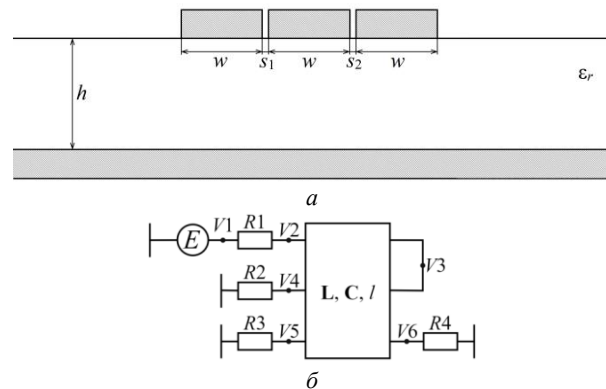 w s₁ w s₂ w
h
εᵣ
а
E V1 R1 V2
V3
R2 V4
L, C, l
R3 V5
V6 R4
б